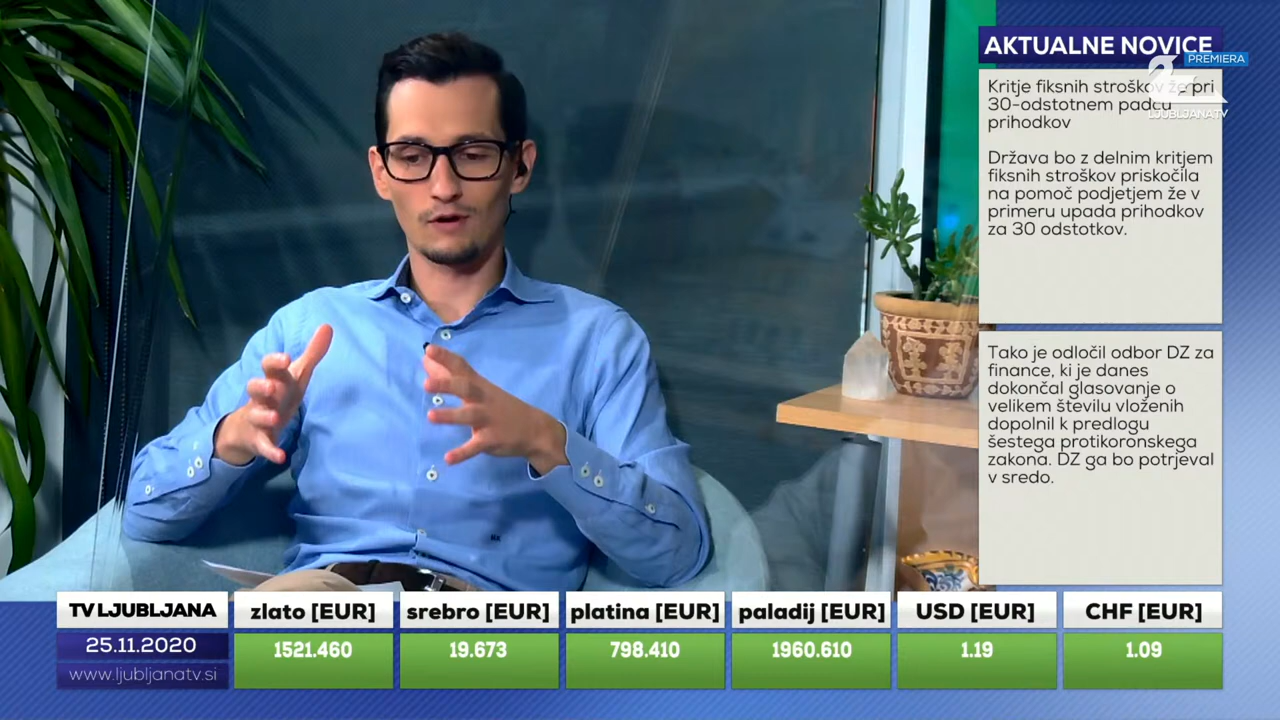 AKTUALNE NOVICE
PREMIERA
LJUBLJANATV
Kritje fiksnih stroškov že pri
30-odstotnem padcu
prihodkov
Država bo z delnim kritjem
fiksnih stroškov priskočila
na pomoč podjetjem že v
primeru upada prihodkov
za 30 odstotkov.
Tako je odločil odbor DZ za
finance, ki je danes
dokončal glasovanje o
velikem številu vloženih
dopolnil k predlogu
šestega protikoronskega
zakona. DZ ga bo potrjeval
v sredo.
TV LJUBLJANA
zlato [EUR]
srebro [EUR]
platina [EUR]
paladij [EUR]
USD [EUR]
CHF [EUR]
25.11.2020
1521.460
19.673
798.410
1960.610
1.19
1.09
www.ljubljanatv.si